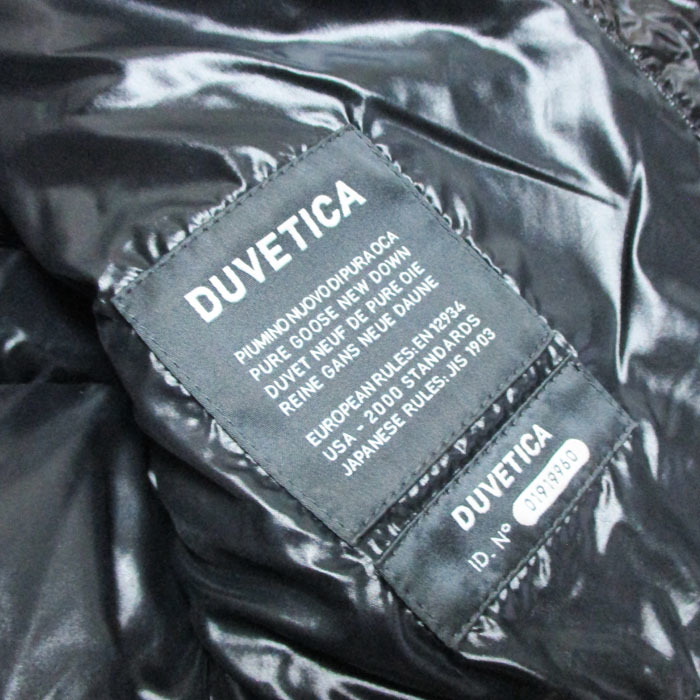 DUVETICA
PIUMINO NUOVO DI PURA OCA
PURE GOOSE NEW DOWN
DUVET NEUF DE PURE OIE
REINE GANS NEUE DAUNE
EUROPEAN RULES: EN 12934
USA - 2000 STANDARDS
JAPANESE RULES: JIS 1903
DUVETICA
ID. N° 01919960